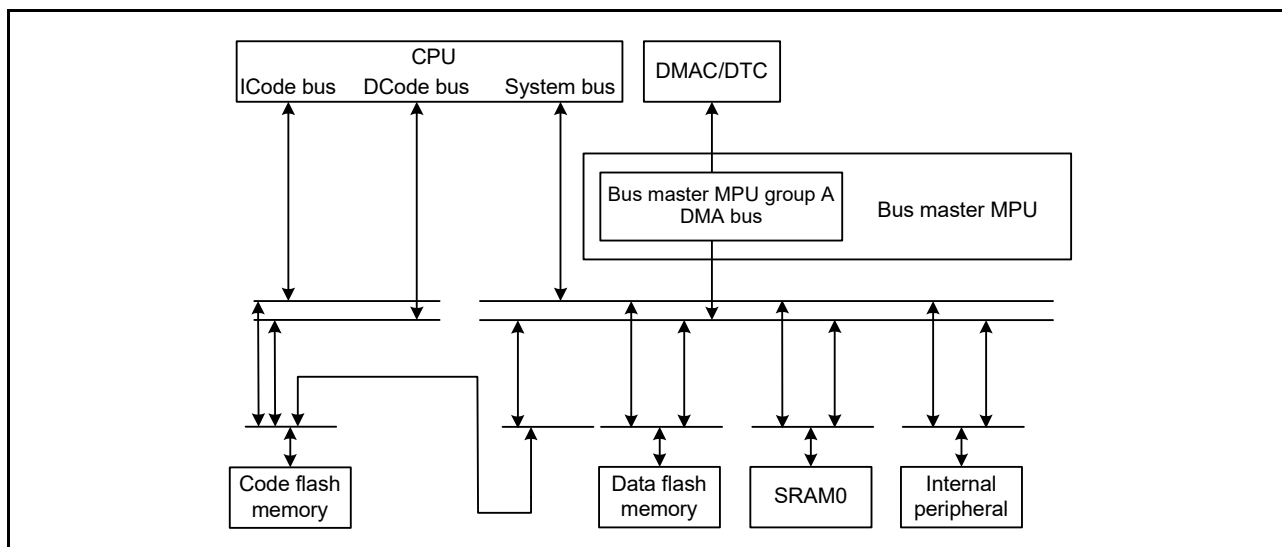 CPU
ICode bus DCode bus System bus
DMAC/DTC
Bus master MPU group A
DMA bus
Bus master MPU
Code flash
memory
Data flash
memory
SRAM0
Internal
peripheral